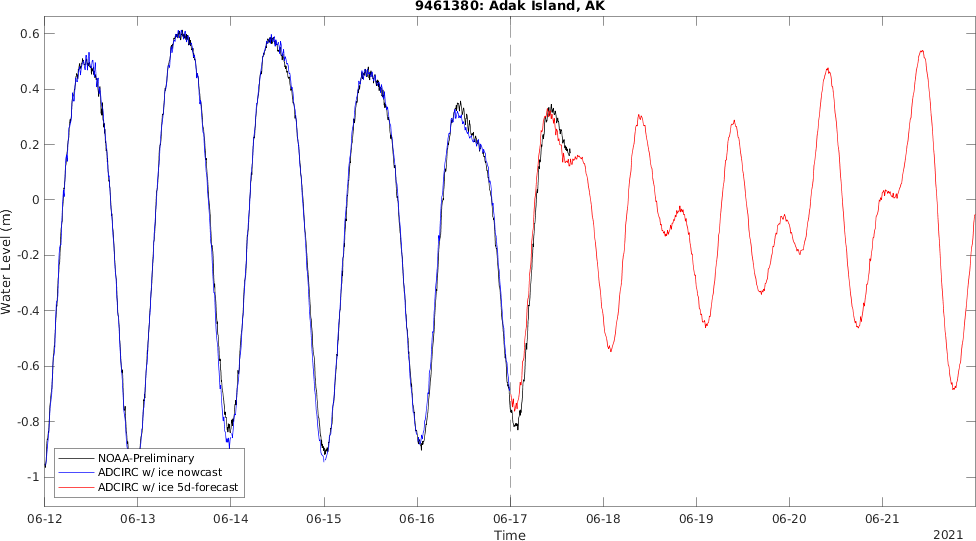 9461380: Adak Island, AK
0.6
0.4
0.2
0
-0.2
-0.4
-0.6
-0.8
-1
Water Level (m)
NOAA-Preliminary
ADCIRC w/ ice nowcast
ADCIRC w/ ice 5d-forecast
06-12 06-13 06-14 06-15 06-16 06-17 06-18 06-19 06-20 06-21
Time
2021